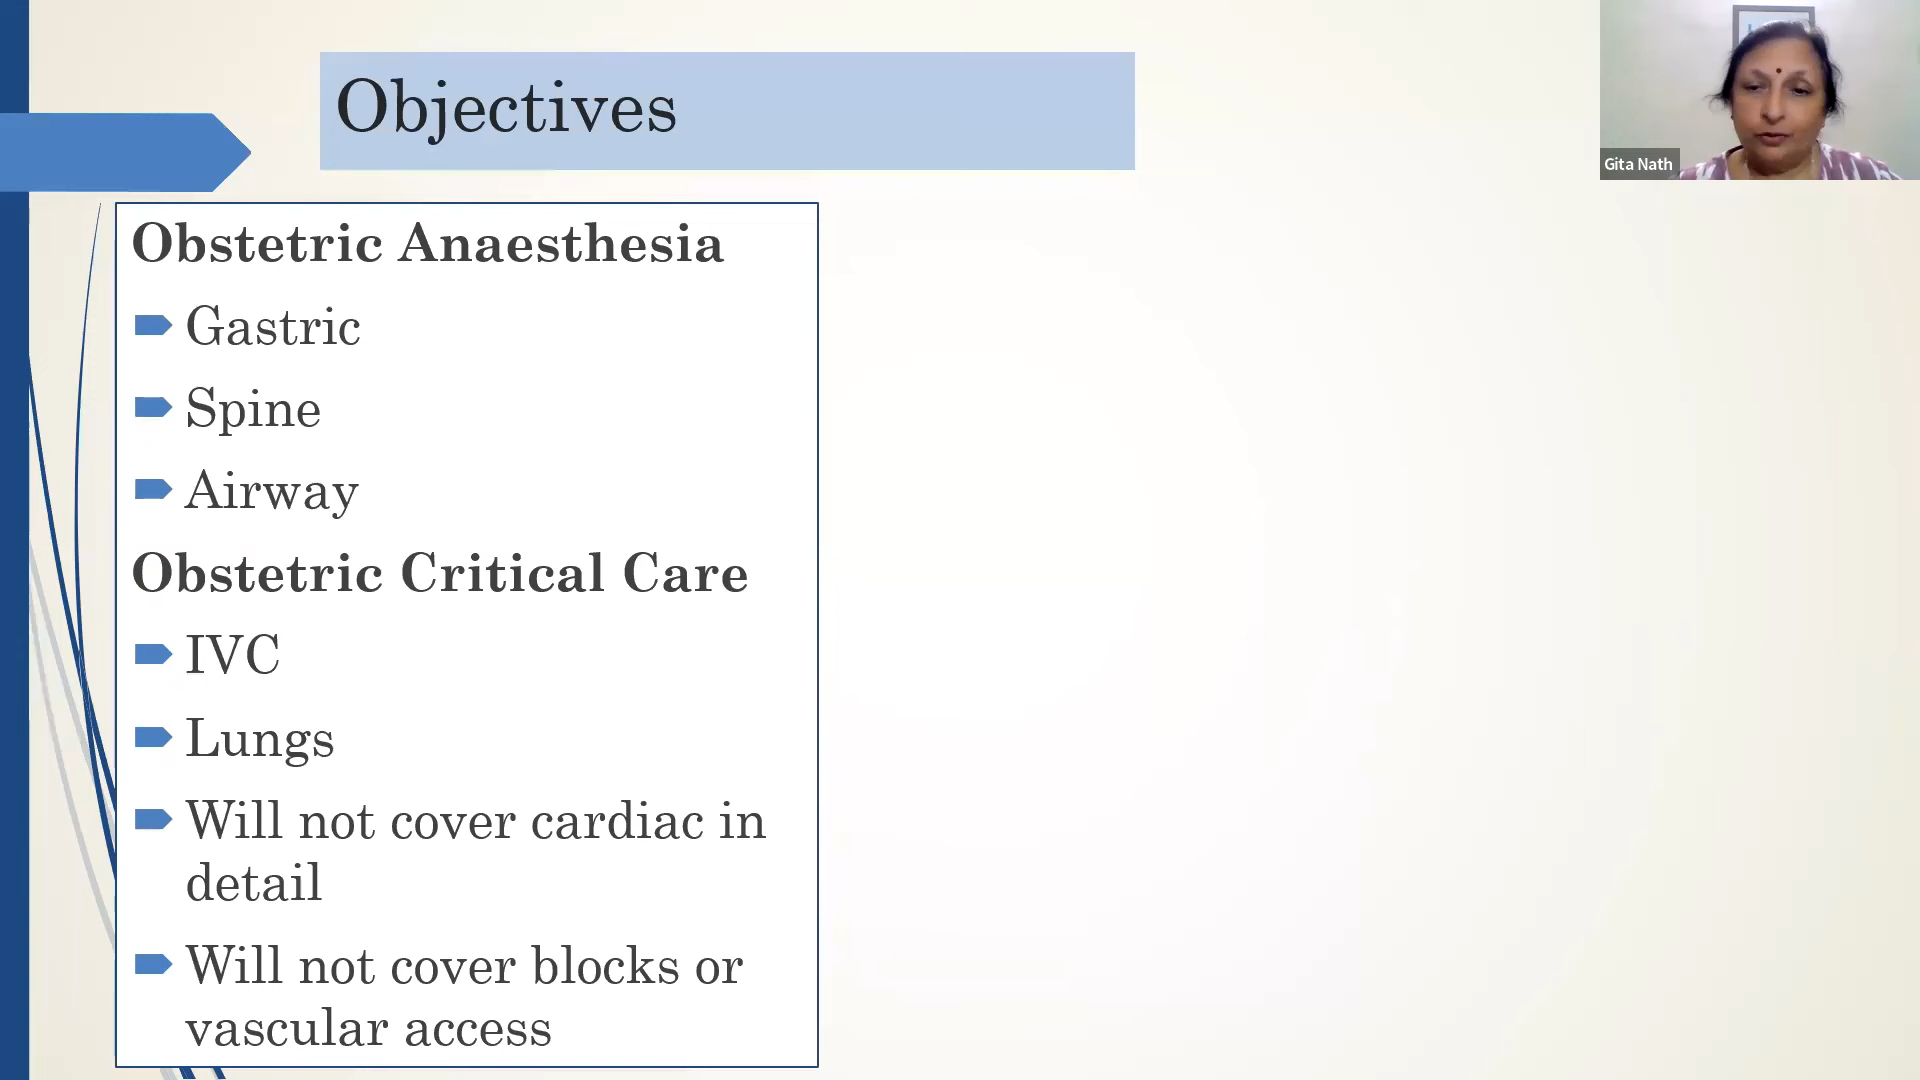 Objectives
Gita Nath
Obstetric Anaesthesia
Gastric
Spine
Airway
Obstetric Critical Care
IVC
Lungs
Will not cover cardiac in
detail
Will not cover blocks or
vascular access